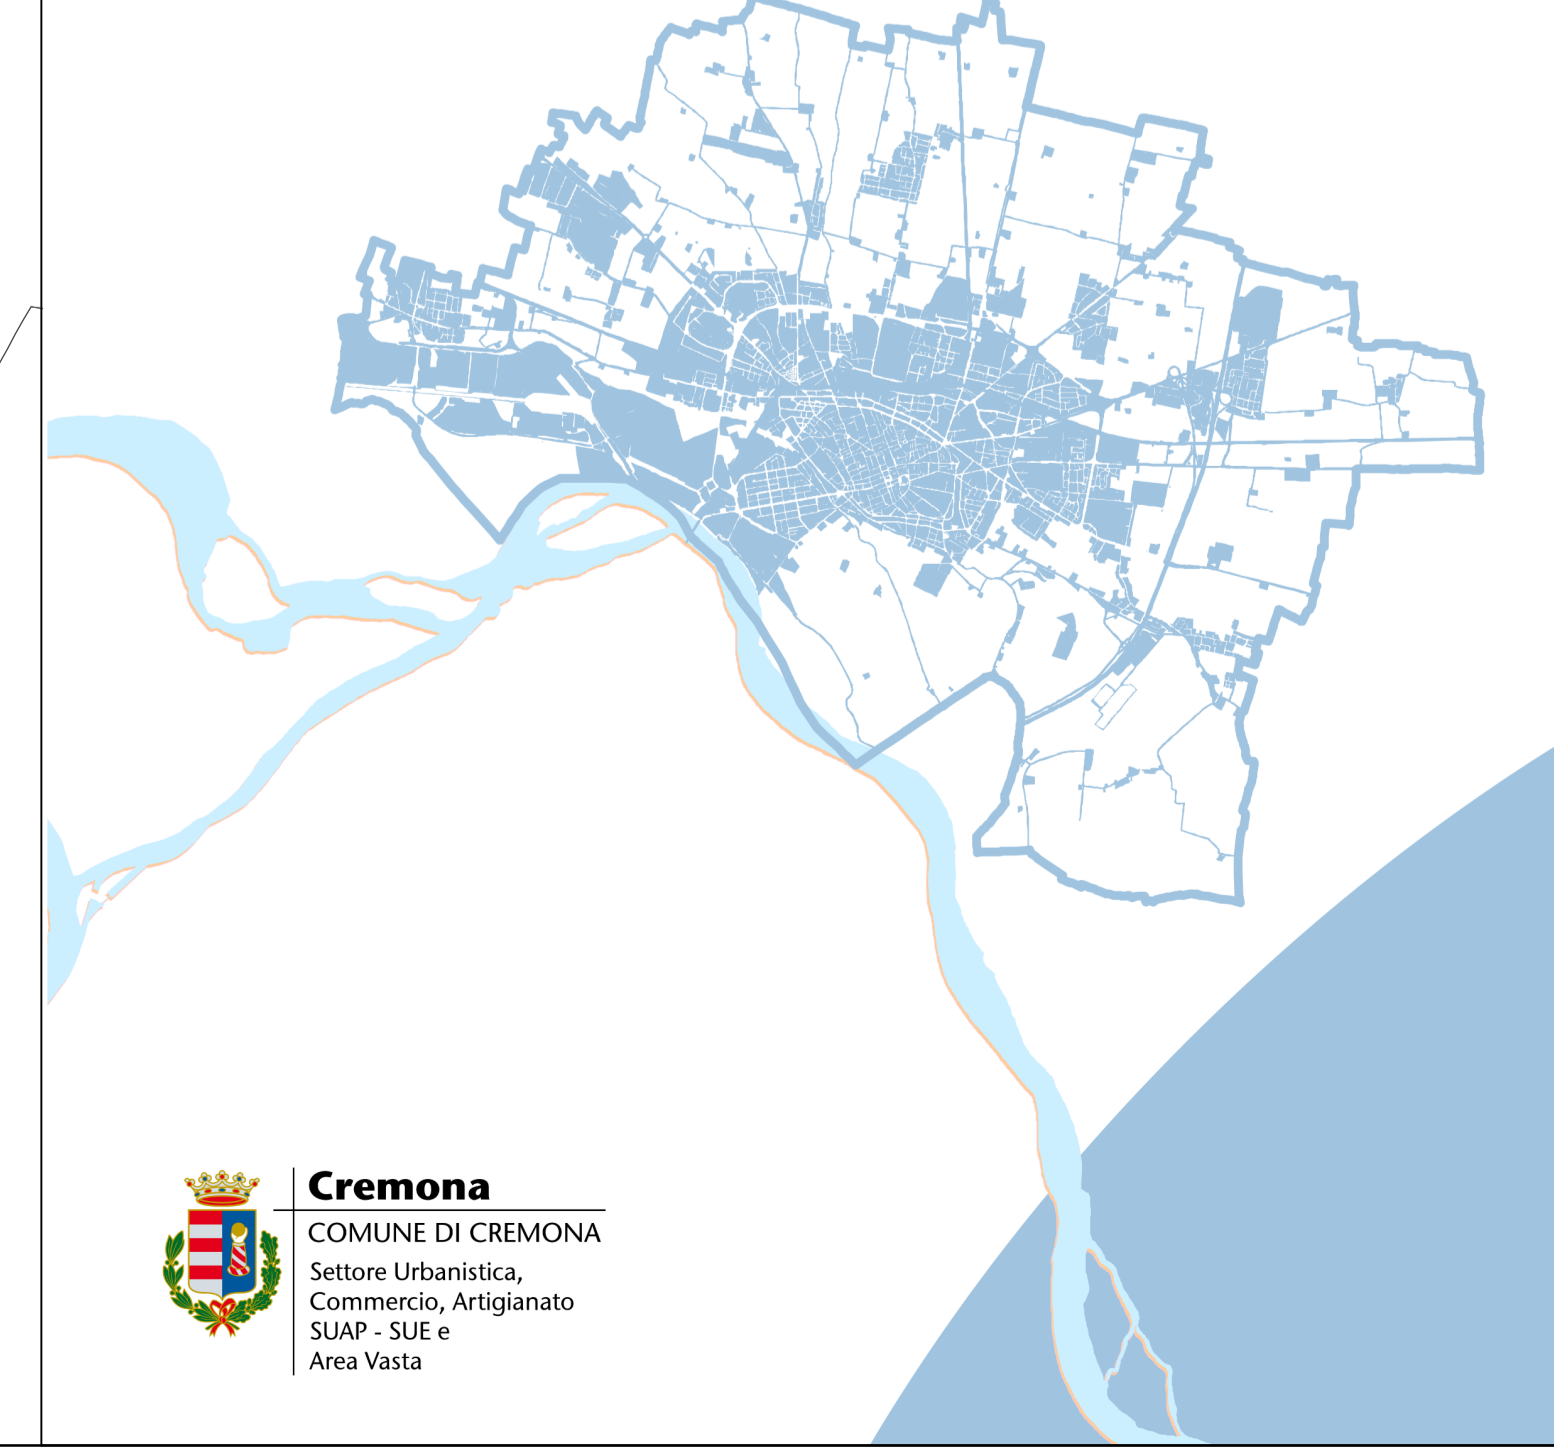 Cremona
COMUNE DI CREMONA
Settore Urbanistica,
Commercio, Artigianato
SUAP - SUE e
Area Vasta